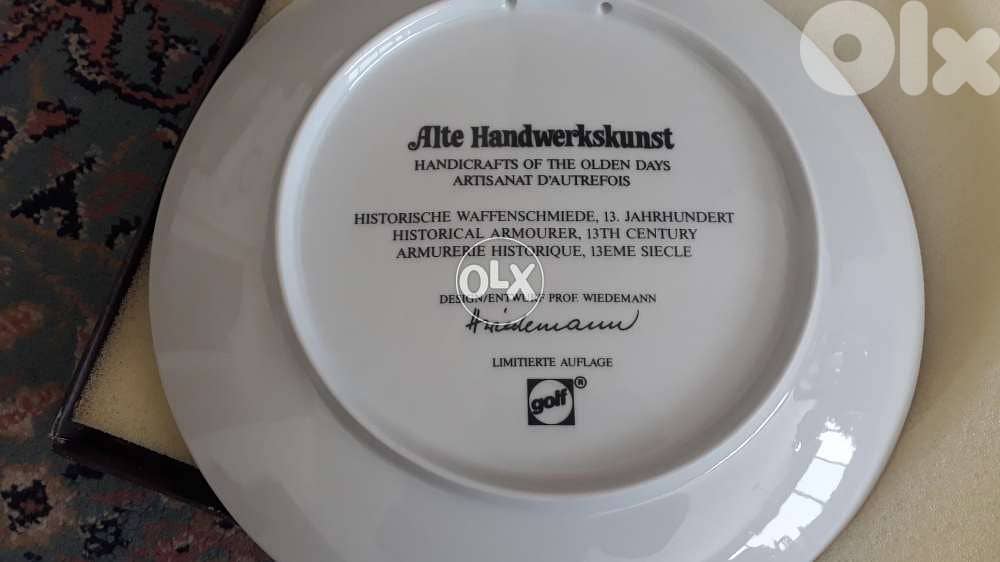 Olx
Alte Handwerkskunst
HANDICRAFTS OF THE OLDEN DAYS
ARTISANAT D'AUTREFOIS
HISTORISCHE WAFFENSCHMIEDE, 13. JAHRHUNDERT
HISTORICAL ARMOURER, 13TH CENTURY
ARMURERIE HISTORIQUE, 13EME SIECLE
OLX
DESIGN/ENTWURF PROF. WIEDEMANN
Hwiedemann
LIMITIERTE AUFLAGE
golf ®